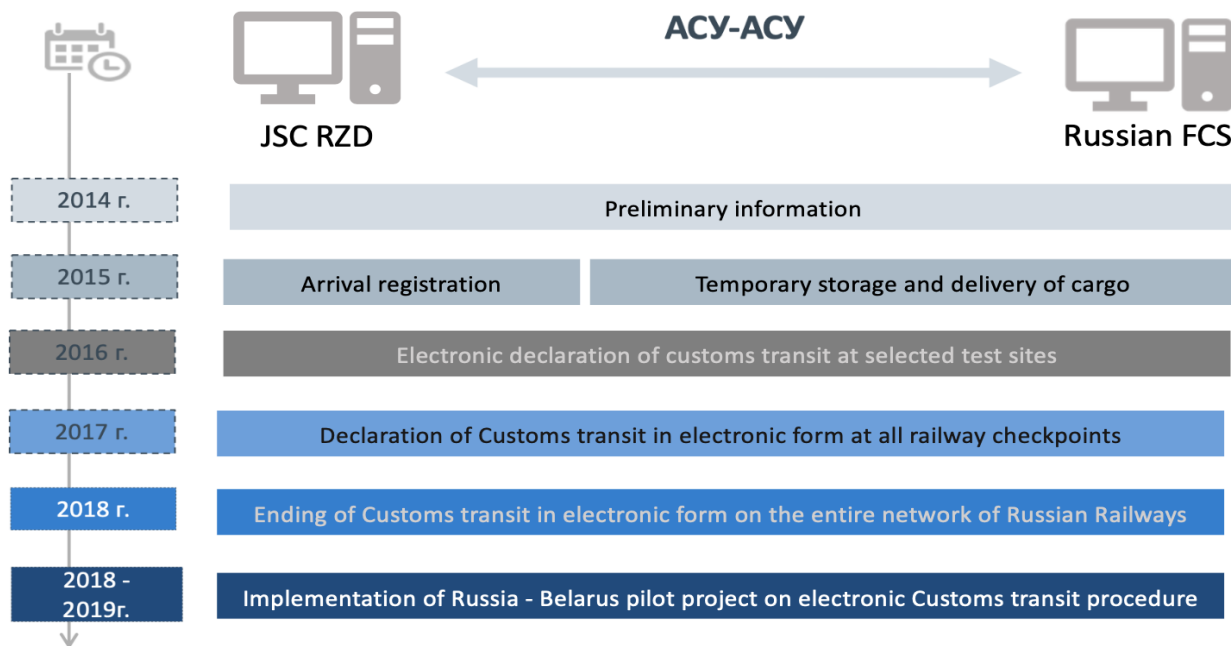 АСУ-АСУ
JSC RZD
Russian FCS
2014 г.
Preliminary information
2015 г.
Arrival registration
Temporary storage and delivery of cargo
2016 г.
Electronic declaration of customs transit at selected test sites
2017 г.
Declaration of Customs transit in electronic form at all railway checkpoints
2018 г.
Ending of Customs transit in electronic form on the entire network of Russian Railways
2018 -
2019г.
Implementation of Russia - Belarus pilot project on electronic Customs transit procedure